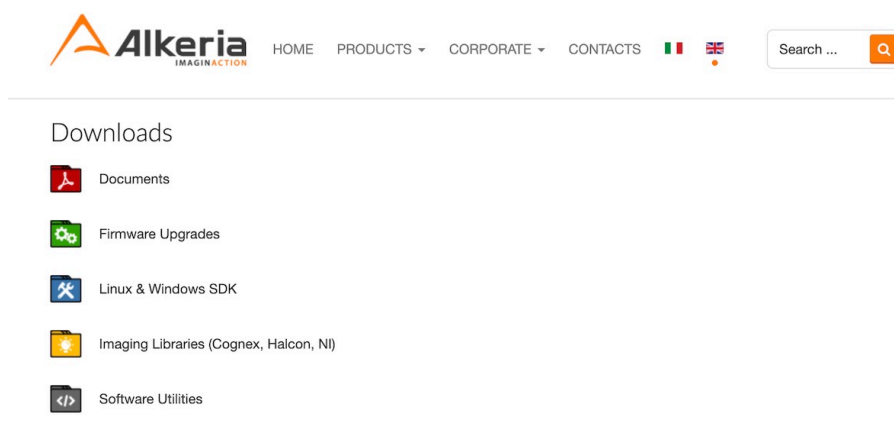 Alkeria
IMAGINACTION
HOME PRODUCTS CORPORATE CONTACTS Search ...
Downloads
Documents
Firmware Upgrades
Linux & Windows SDK
Imaging Libraries (Cognex, Halcon, NI)
</> Software Utilities